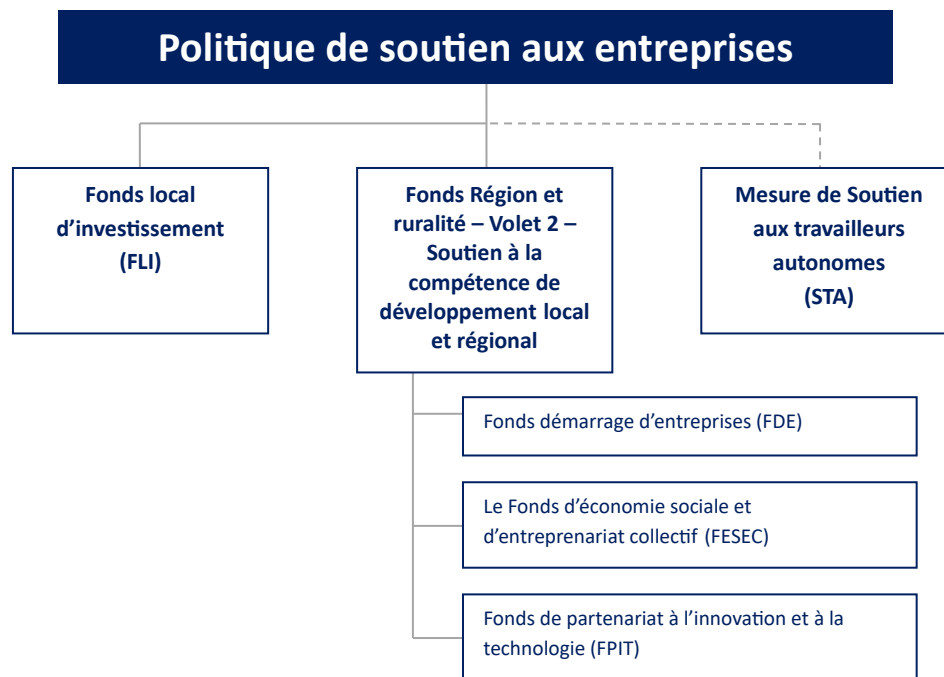 Politique de soutien aux entreprises
Fonds local
d’investissement
(FLI)
Fonds Région et
ruralité – Volet 2 –
Soutien à la
compétence de
développement local
et régional
Mesure de Soutien
aux travailleurs
autonomes
(STA)
Fonds démarrage d’entreprises (FDE)
Le Fonds d’économie sociale et
d’entreprenariat collectif (FESEC)
Fonds de partenariat à l’innovation et à la
technologie (FPIT)